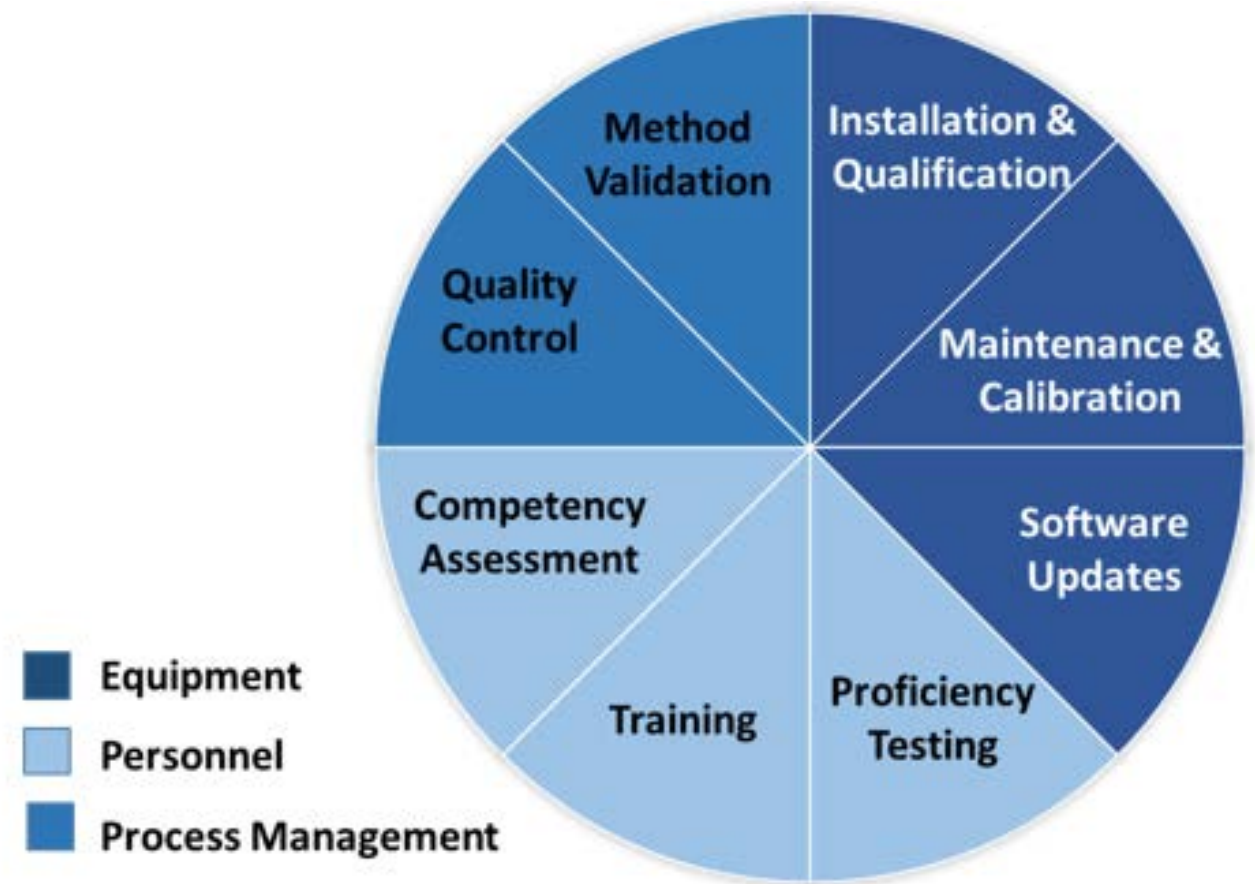 Method
Validation
Installation &
Qualification
Quality
Control
Maintenance &
Calibration
Competency
Assessment
Software
Updates
Training
Proficiency
Testing
Equipment
Personnel
Process Management